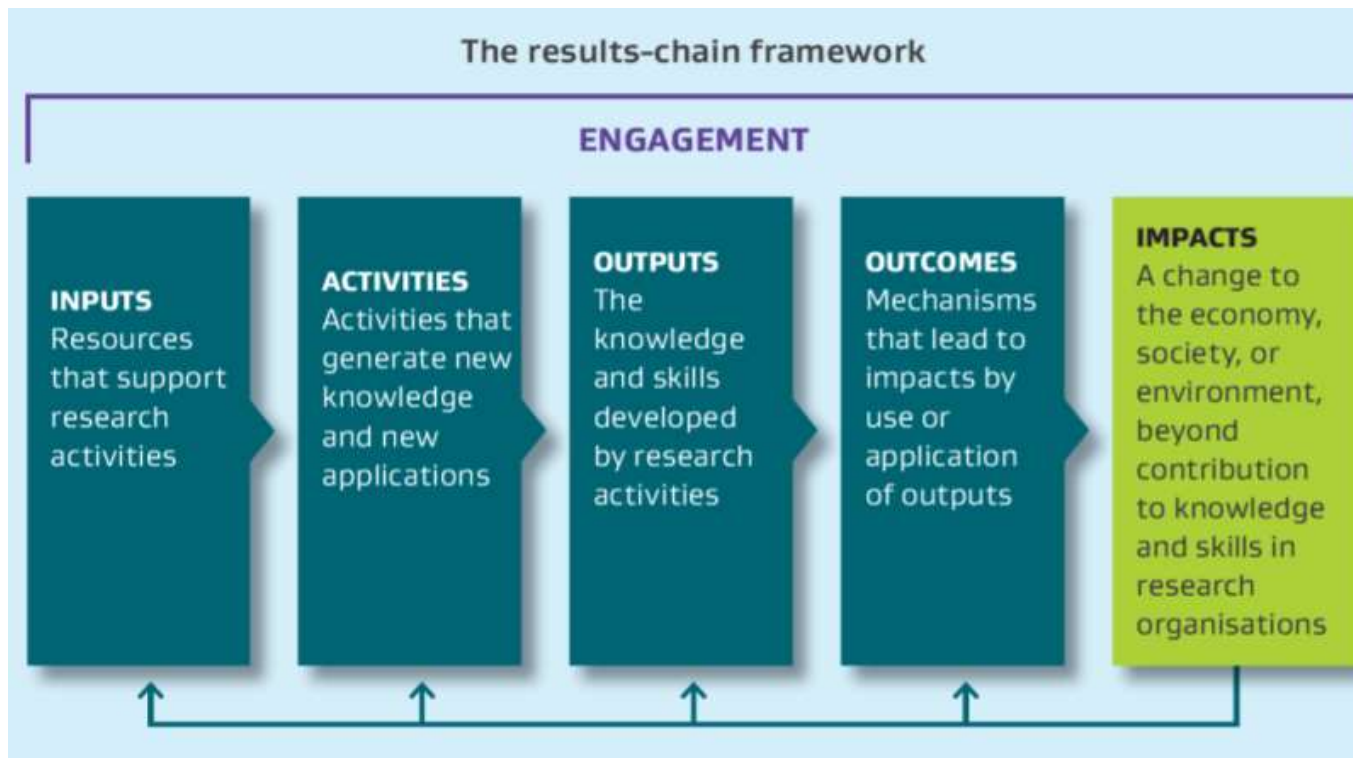 The results-chain framework
ENGAGEMENT
INPUTS
Resources
that support
research
activities
ACTIVITIES
Activities that
generate new
knowledge
and new
applications
OUTPUTS
The
knowledge
and skills
developed
by research
activities
OUTCOMES
Mechanisms
that lead to
impacts by
use or
application
of outputs
IMPACTS
A change to
the economy,
society, or
environment,
beyond
contribution
to knowledge
and skills in
research
organisations